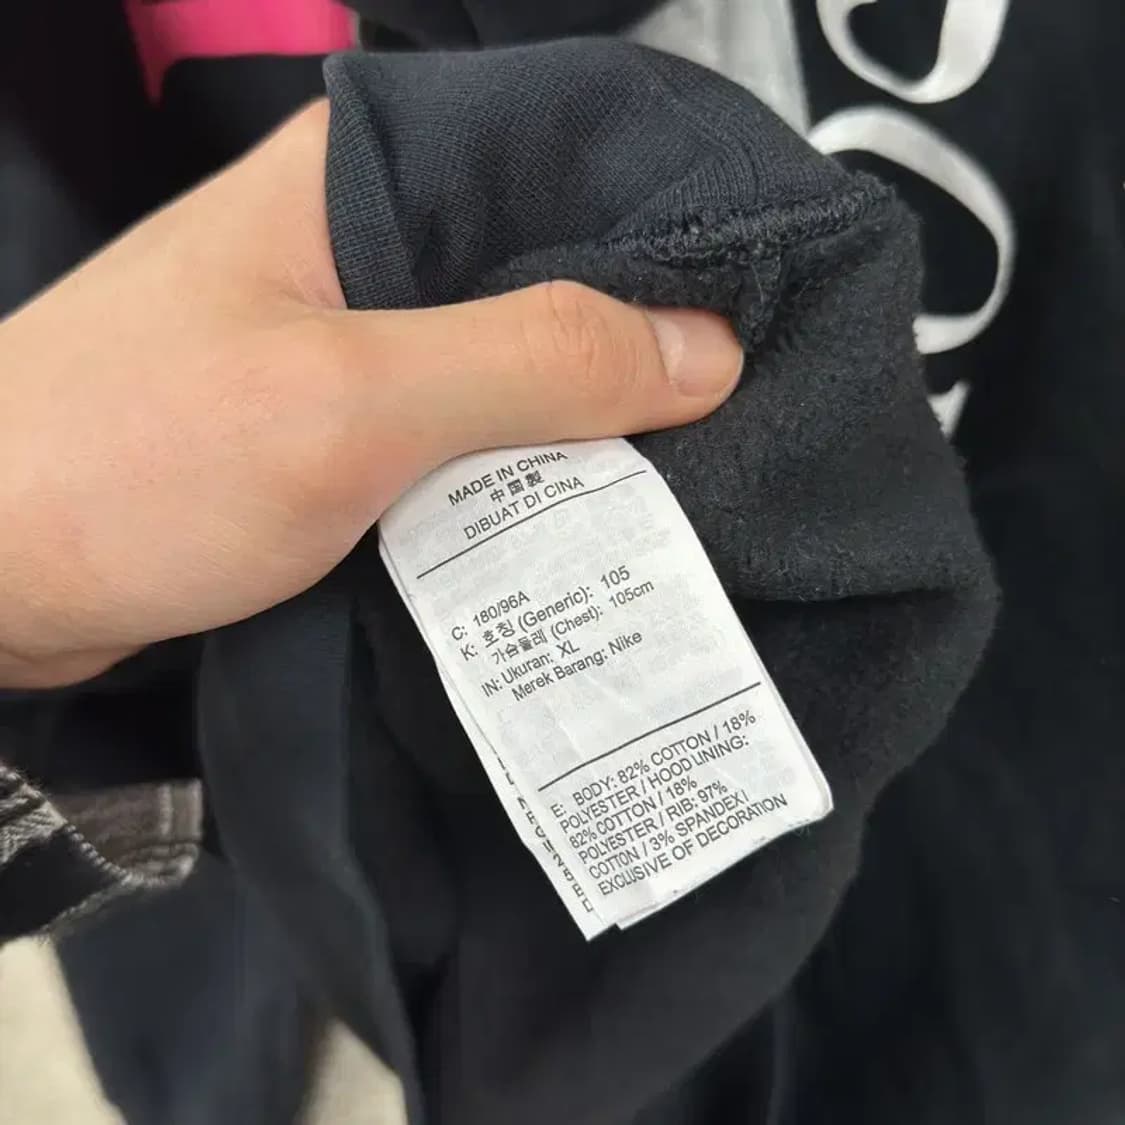 MADE IN CHINA
中国製
DIBUAT DI CINA
C: 180/96A
K: 호칭 (Generic): 105
가슴둘레 (Chest): 105cm
IN: Ukuran: XL
Merek Barang: Nike
E: BODY: 82% COTTON / 18%
POLYESTER / HOOD LINING:
82% COTTON / 18%
POLYESTER / RIB: 97%
COTTON / 3% SPANDEX /
EXCLUSIVE OF DECORATION